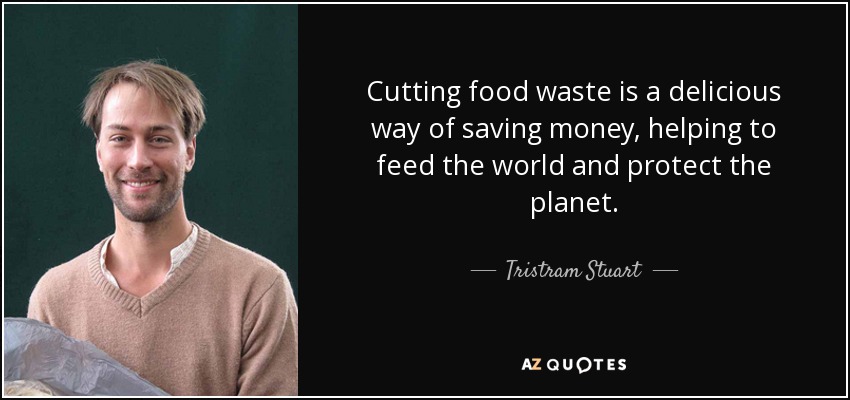 Cutting food waste is a delicious
way of saving money, helping to
feed the world and protect the
planet.
Tristram Stuart
AZ QUOTES